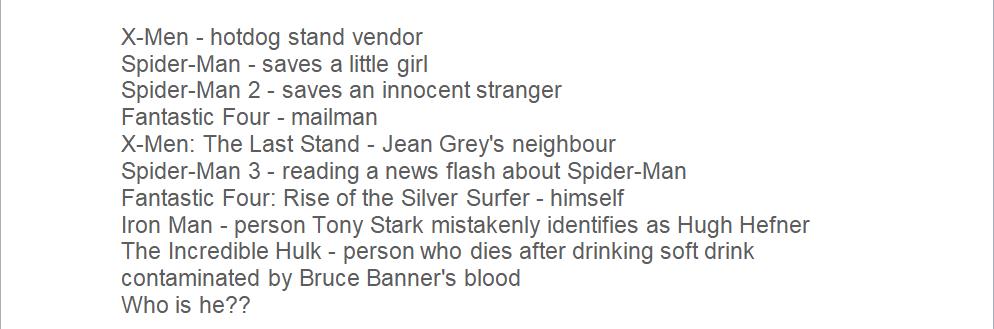 X-Men - hotdog stand vendor
Spider-Man - saves a little girl
Spider-Man 2 - saves an innocent stranger
Fantastic Four - mailman
X-Men: The Last Stand - Jean Grey's neighbour
Spider-Man 3 - reading a news flash about Spider-Man
Fantastic Four: Rise of the Silver Surfer - himself
Iron Man - person Tony Stark mistakenly identifies as Hugh Hefner
The Incredible Hulk - person who dies after drinking soft drink
contaminated by Bruce Banner's blood
Who is he??